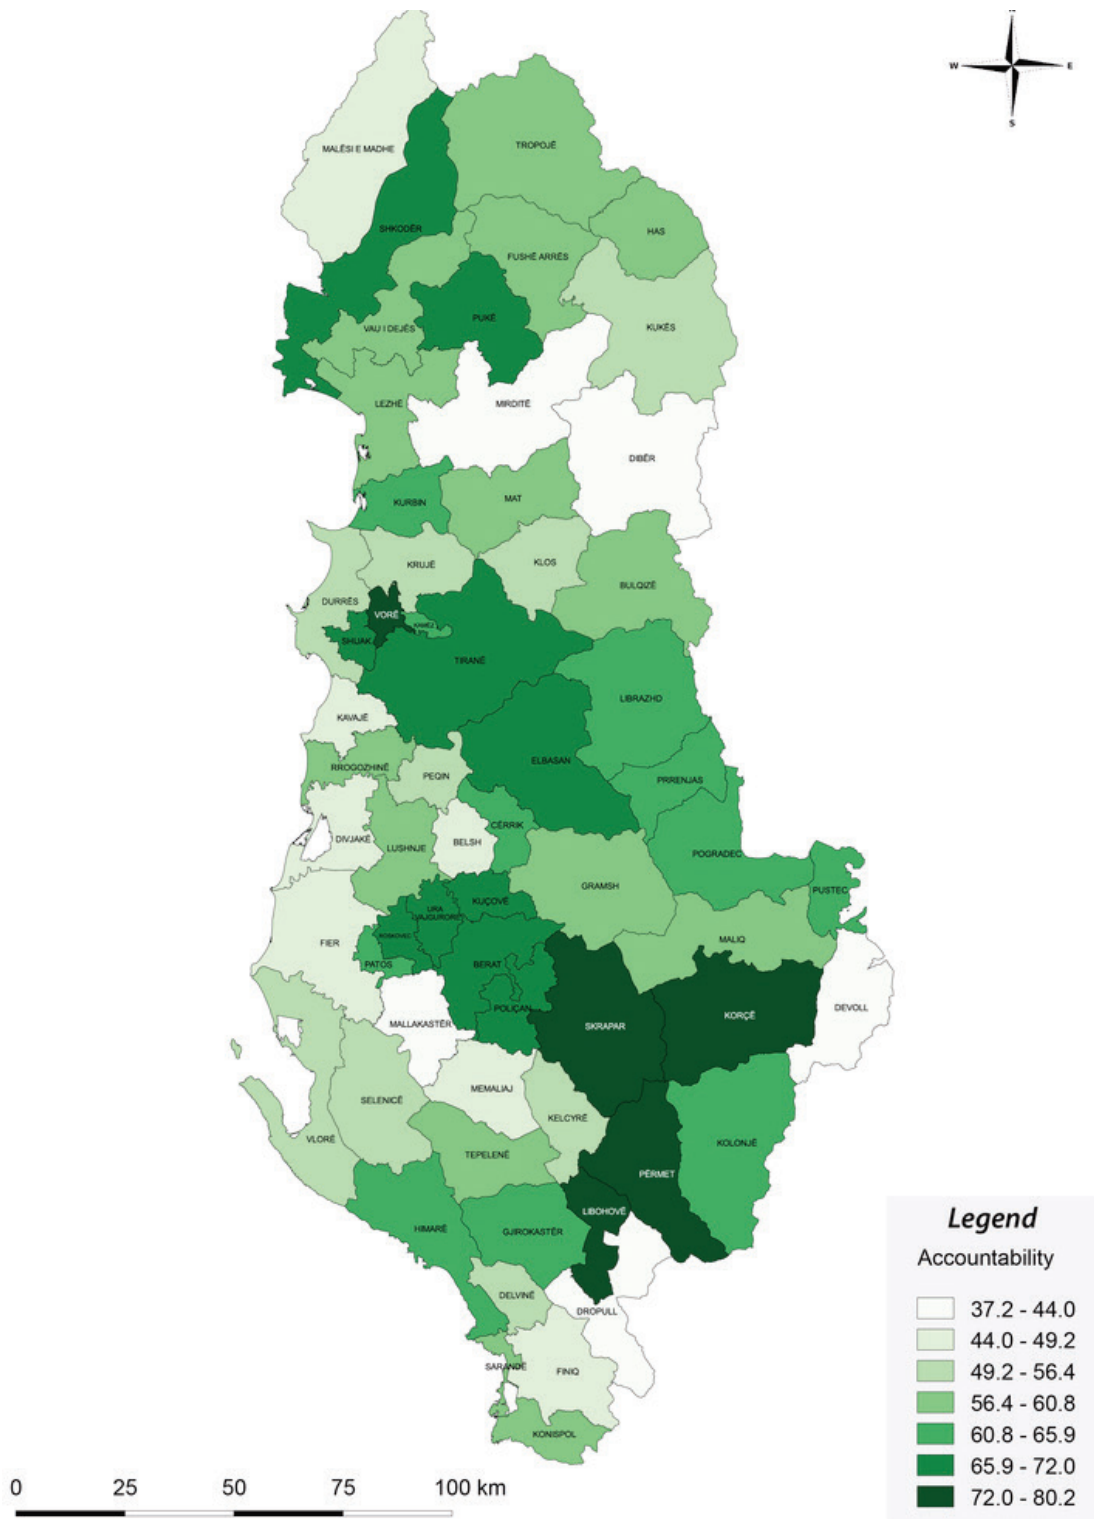 W E
S
MALËSI E MADHE
TROPOJË
SHKODËR
HAS
FUSHË ARRËS
PUKË
VAU I DEJËS
KUKËS
LEZHË
MIRDITË
DIBËR
KURBIN
MAT
KRUJË
KLOS
BULQIZË
DURRËS
VORË
KAMËZ
SHIJAK
TIRANË
LIBRAZHD
KAVAJË
ELBASAN
RROGOZHINË
PEQIN
PRRENJAS
CËRRIK
DIVJAKË
LUSHNJE
BELSH
POGRADEC
GRAMSH
PUSTEC
KUÇOVË
URA
VAJGURORE
ROSKOVEC
FIER
MALIQ
PATOS
BERAT
POLIÇAN
DEVOLL
MALLAKASTËR
SKRAPAR
KORÇË
MEMALIAJ
SELENICË
KELCYRË
VLORË
KOLONJË
TEPELENË
PËRMET
LIBOHOVË
HIMARË
GJIROKASTËR
DELVINË
DROPULL
SARANDË
FINIQ
KONISPOL
Legend
Accountability
37.2 - 44.0
44.0 - 49.2
49.2 - 56.4
56.4 - 60.8
60.8 - 65.9
65.9 - 72.0
72.0 - 80.2
0 25 50 75 100 km